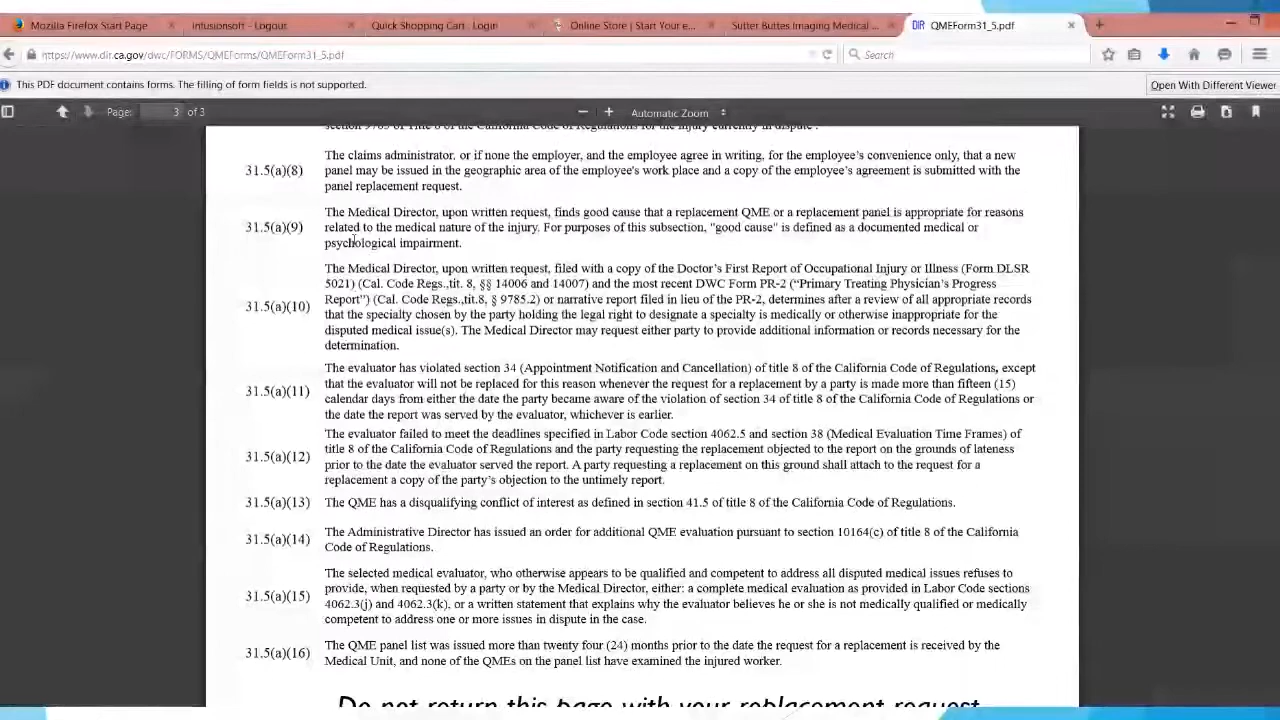 Mozilla Firefox Start Page
Infusionsoft - Logout
Quick Shopping Cart . Login
Online Store | Start Your e...
Sutter Buttes Imaging Medical ...
DIR QMEForm31_5.pdf
https://www.dir.ca.gov/dwc/FORMS/QMEForms/QMEForm31_5.pdf
Search
This PDF document contains forms. The filling of form fields is not supported.
Open With Different Viewer
Page: 3 of 3
Automatic Zoom
section 9785 of Title 8 of the California Code of Regulations for the injury currently in dispute .
31.5(a)(8)
The claims administrator, or if none the employer, and the employee agree in writing, for the employee's convenience only, that a new
panel may be issued in the geographic area of the employee's work place and a copy of the employee's agreement is submitted with the
panel replacement request.
31.5(a)(9)
The Medical Director, upon written request, finds good cause that a replacement QME or a replacement panel is appropriate for reasons
related to the medical nature of the injury. For purposes of this subsection, "good cause" is defined as a documented medical or
psychological impairment.
31.5(a)(10)
The Medical Director, upon written request, filed with a copy of the Doctor's First Report of Occupational Injury or Illness (Form DLSR
5021) (Cal. Code Regs.,tit. 8, §§ 14006 and 14007) and the most recent DWC Form PR-2 ("Primary Treating Physician's Progress
Report") (Cal. Code Regs.,tit.8, § 9785.2) or narrative report filed in lieu of the PR-2, determines after a review of all appropriate records
that the specialty chosen by the party holding the legal right to designate a specialty is medically or otherwise inappropriate for the
disputed medical issue(s). The Medical Director may request either party to provide additional information or records necessary for the
determination.
31.5(a)(11)
The evaluator has violated section 34 (Appointment Notification and Cancellation) of title 8 of the California Code of Regulations, except
that the evaluator will not be replaced for this reason whenever the request for a replacement by a party is made more than fifteen (15)
calendar days from either the date the party became aware of the violation of section 34 of title 8 of the California Code of Regulations or
the date the report was served by the evaluator, whichever is earlier.
31.5(a)(12)
The evaluator failed to meet the deadlines specified in Labor Code section 4062.5 and section 38 (Medical Evaluation Time Frames) of
title 8 of the California Code of Regulations and the party requesting the replacement objected to the report on the grounds of lateness
prior to the date the evaluator served the report. A party requesting a replacement on this ground shall attach to the request for a
replacement a copy of the party's objection to the untimely report.
31.5(a)(13)
The QME has a disqualifying conflict of interest as defined in section 41.5 of title 8 of the California Code of Regulations.
31.5(a)(14)
The Administrative Director has issued an order for additional QME evaluation pursuant to section 10164(c) of title 8 of the California
Code of Regulations.
31.5(a)(15)
The selected medical evaluator, who otherwise appears to be qualified and competent to address all disputed medical issues refuses to
provide, when requested by a party or by the Medical Director, either: a complete medical evaluation as provided in Labor Code sections
4062.3(j) and 4062.3(k), or a written statement that explains why the evaluator believes he or she is not medically qualified or medically
competent to address one or more issues in dispute in the case.
31.5(a)(16)
The QME panel list was issued more than twenty four (24) months prior to the date the request for a replacement is received by the
Medical Unit, and none of the QMEs on the panel list have examined the injured worker.
Do not return this page with your replacement request